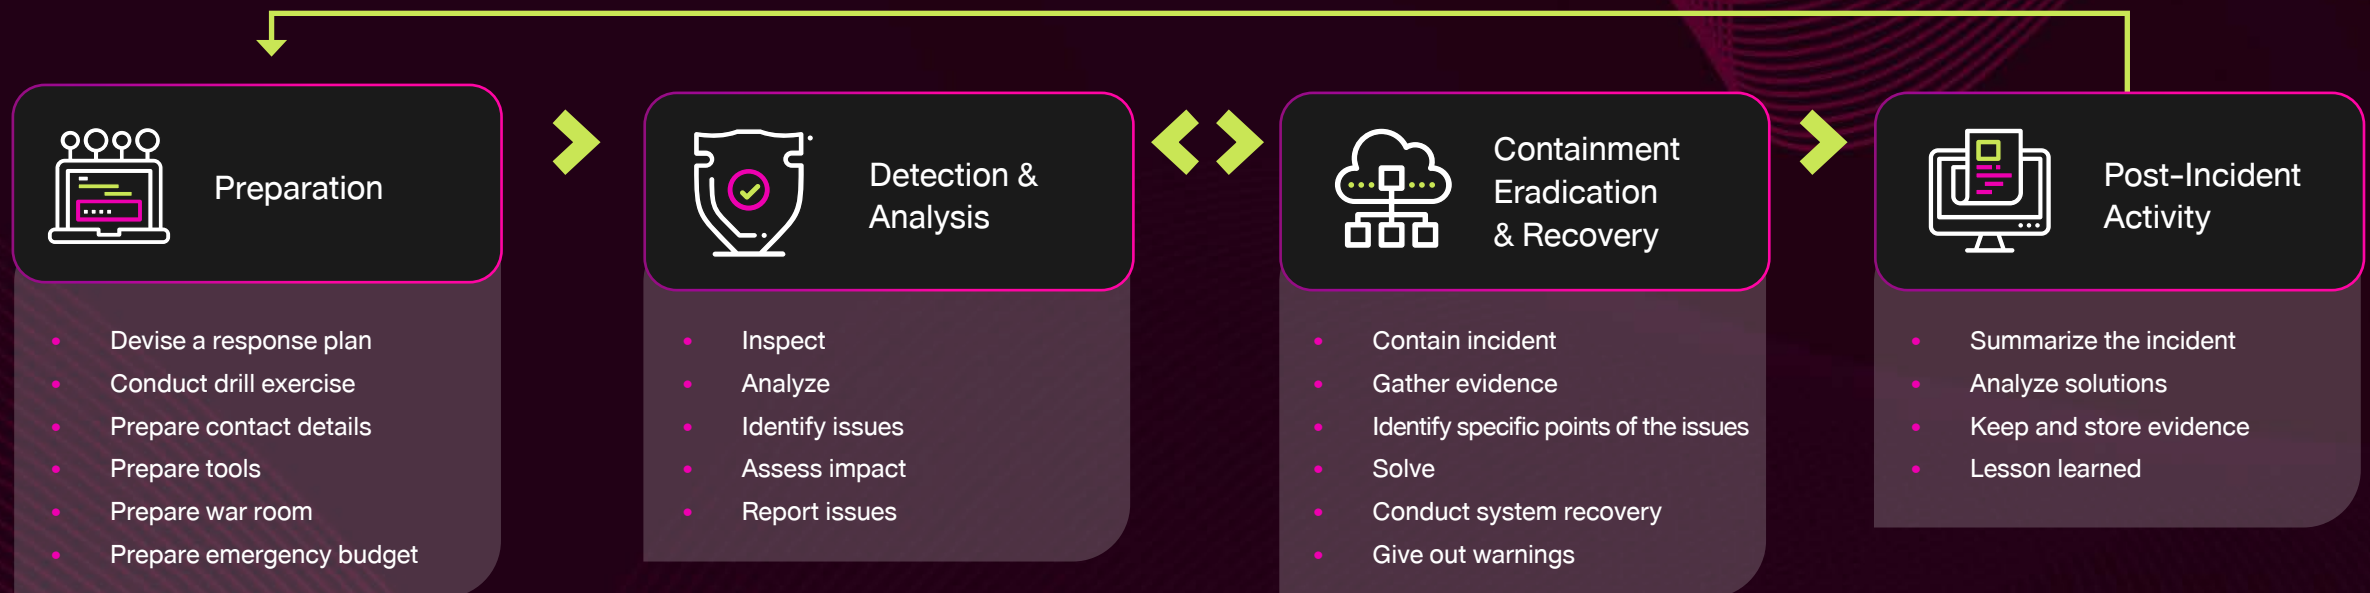 Preparation
• Devise a response plan
• Conduct drill exercise
• Prepare contact details
• Prepare tools
• Prepare war room
• Prepare emergency budget
Detection &
Analysis
• Inspect
• Analyze
• Identify issues
• Assess impact
• Report issues
Containment
Eradication
& Recovery
• Contain incident
• Gather evidence
• Identify specific points of the issues
• Solve
• Conduct system recovery
• Give out warnings
Post-Incident
Activity
• Summarize the incident
• Analyze solutions
• Keep and store evidence
• Lesson learned